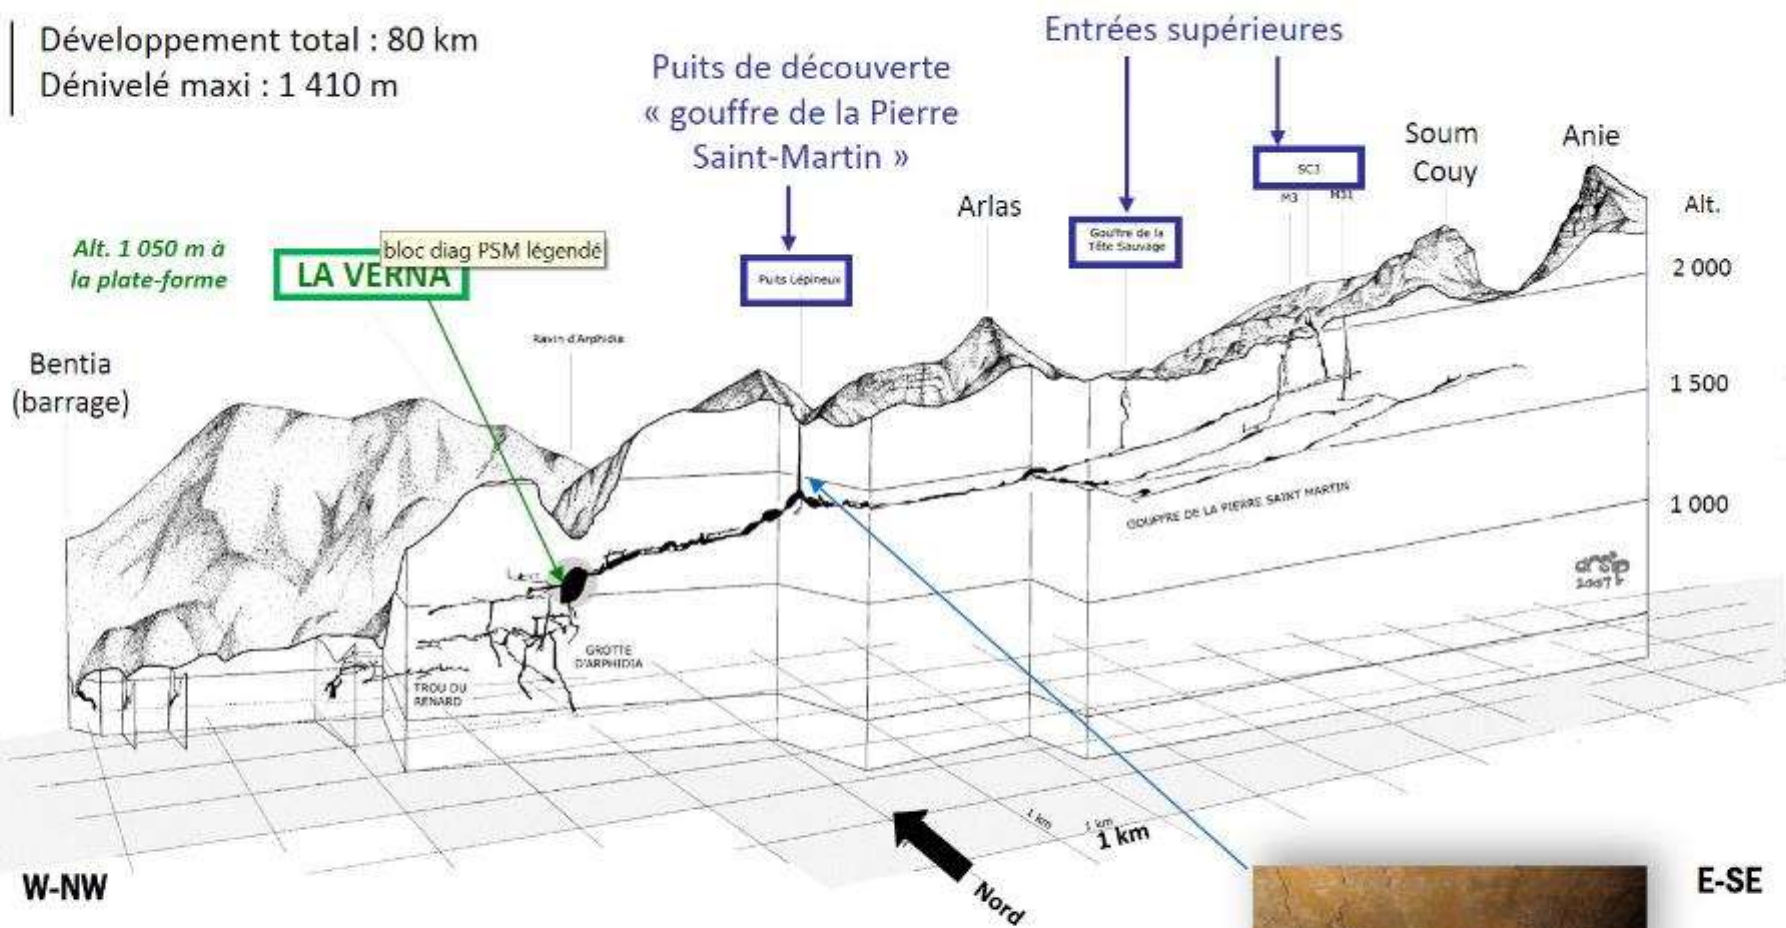 Développement total : 80 km
Dénivelé maxi : 1 410 m
Entrées supérieures
Puits de découverte
« gouffre de la Pierre
Saint-Martin »
Soum
Couy
Anie
SC3
M3
M31
Arlas
Alt.
Gouffre de la
Tête Sauvage
Alt. 1 050 m à
la plate-forme
bloc diag PSM légendé
LA VERNA
Puits Lépineux
2 000
Ravin d'Arphidia
Bentia
(barrage)
1 500
1 000
GOUFFRE DE LA PIERRE SAINT MARTIN
arsip
2007
GROTTE
D'ARPHIDIA
TROU DU
RENARD
1 km
1 km
1 km
Nord
W-NW
E-SE